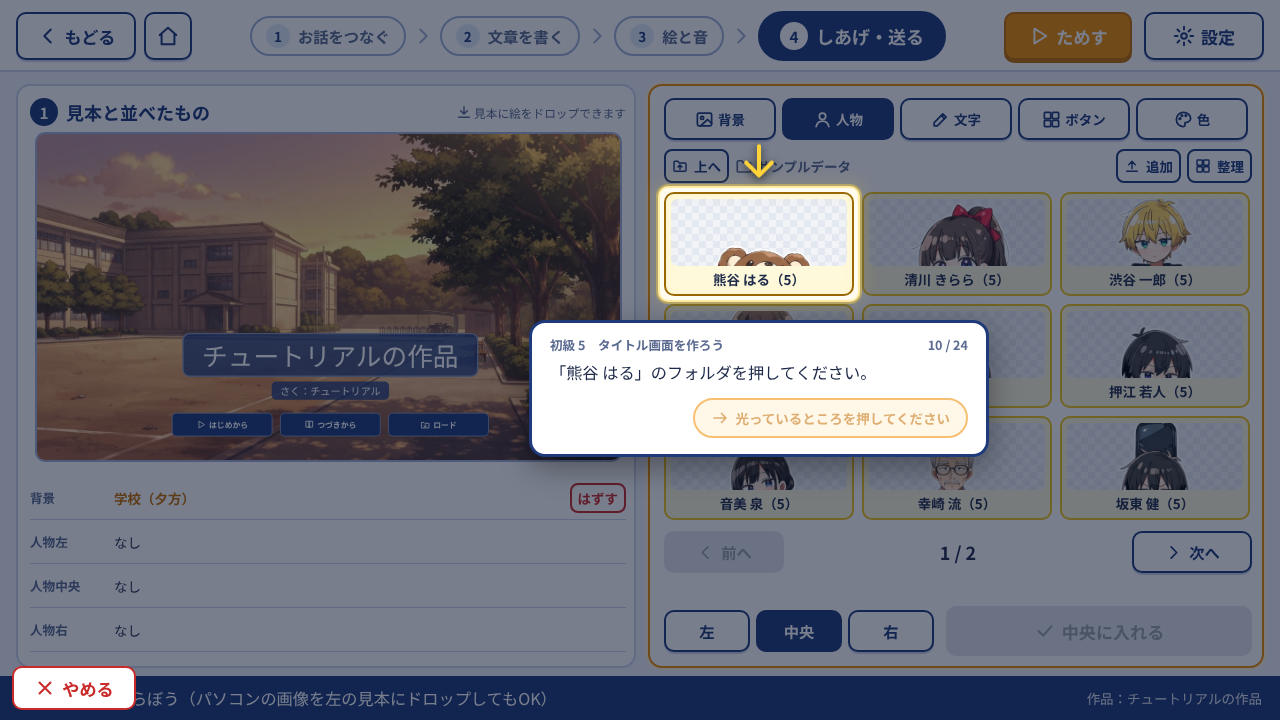 もどる
1 お話をつなぐ
2 文章を書く
3 絵と音
4 しあげ・送る
ためす
設定
1 見本と並べたもの
見本に絵をドロップできます
チュートリアルの作品
さく：チュートリアル
はじめから
つづきから
ロード
背景 学校（夕方）
はずす
人物左 なし
人物中央 なし
人物右 なし
背景
人物
文字
ボタン
色
上へ
ンプルデータ
追加
整理
熊谷 はる（5）
清川 きらら（5）
渋谷 一郎（5）
押江 若人（5）
音美 泉（5）
幸崎 流（5）
坂東 健（5）
初級 5 タイトル画面を作ろう
10 / 24
「熊谷 はる」のフォルダを押してください。
光っているところを押してください
前へ
1 / 2
次へ
左
中央
右
中央に入れる
やめる
らぼう（パソコンの画像を左の見本にドロップしてもOK）
作品：チュートリアルの作品